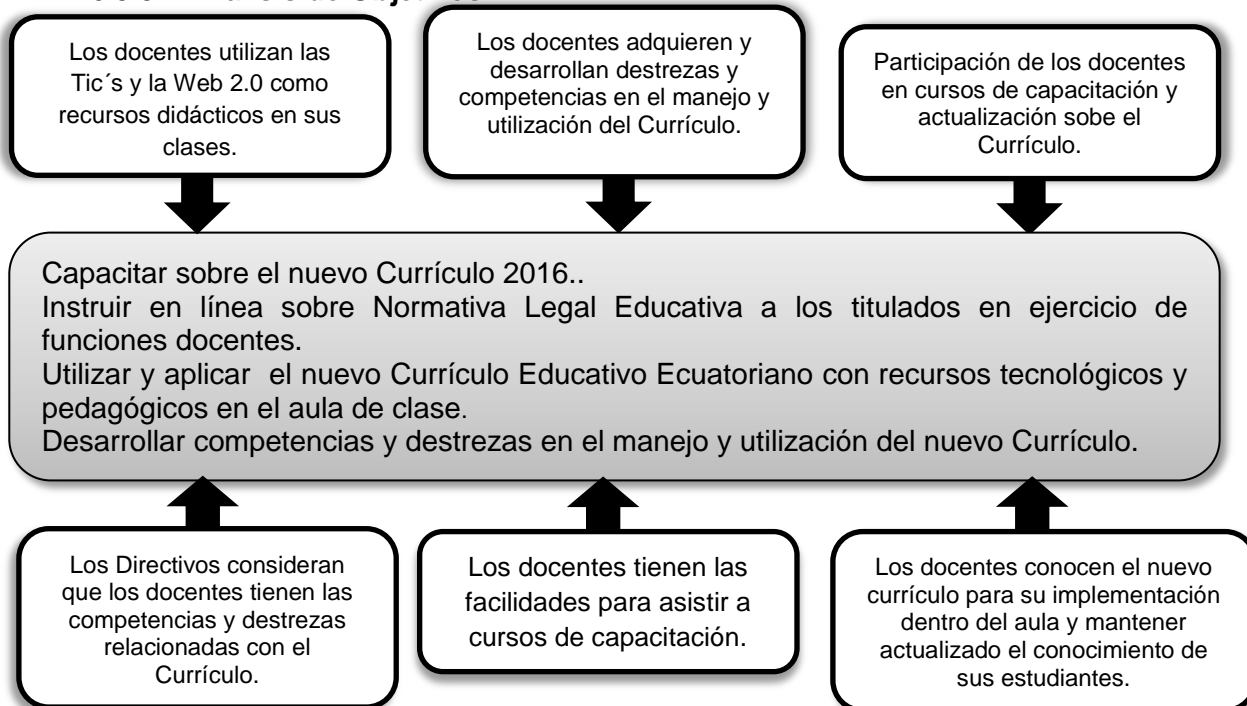 Los docentes utilizan las
Tic´s y la Web 2.0 como
recursos didácticos en sus
clases.
Los docentes adquieren y
desarrollan destrezas y
competencias en el manejo y
utilización del Currículo.
Participación de los docentes
en cursos de capacitación y
actualización sobe el
Currículo.
Capacitar sobre el nuevo Currículo 2016..
Instruir en línea sobre Normativa Legal Educativa a los titulados en ejercicio de
funciones docentes.
Utilizar y aplicar el nuevo Currículo Educativo Ecuatoriano con recursos tecnológicos y
pedagógicos en el aula de clase.
Desarrollar competencias y destrezas en el manejo y utilización del nuevo Currículo.
Los Directivos consideran
que los docentes tienen las
competencias y destrezas
relacionadas con el
Currículo.
Los docentes tienen las
facilidades para asistir a
cursos de capacitación.
Los docentes conocen el nuevo
currículo para su implementación
dentro del aula y mantener
actualizado el conocimiento de
sus estudiantes.